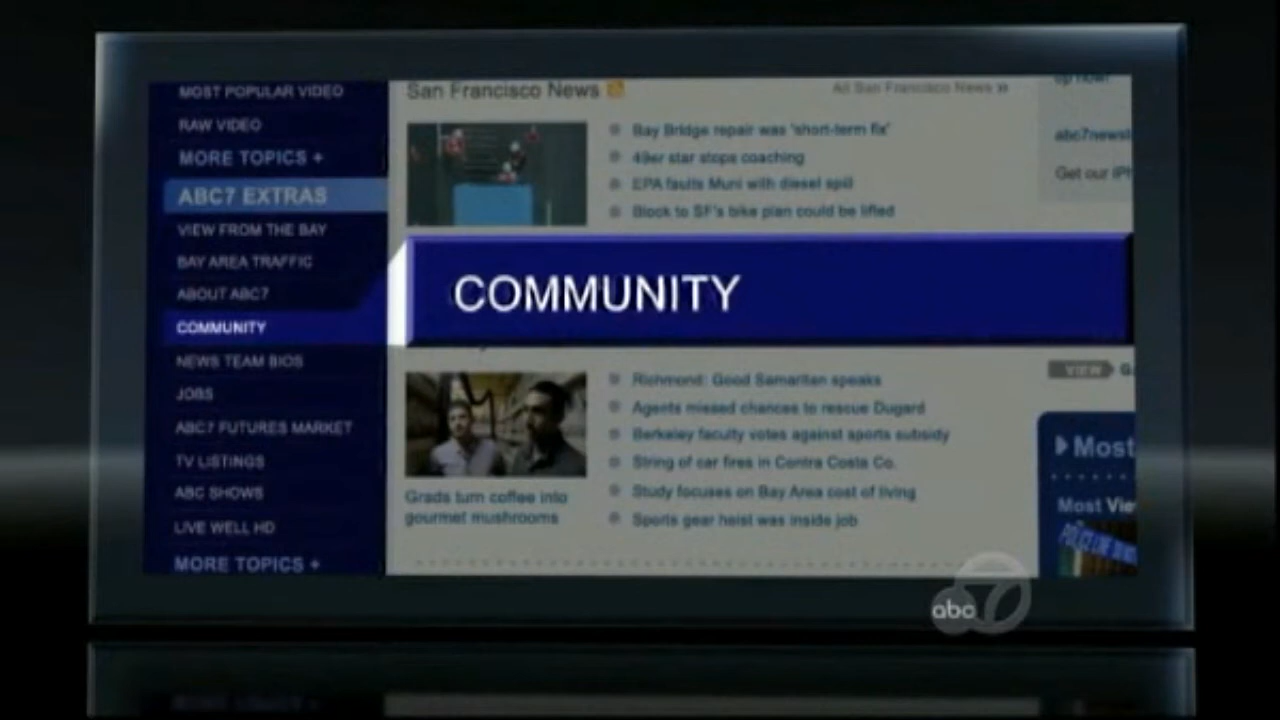 MOST POPULAR VIDEO
RAW VIDEO
MORE TOPICS +
ABC7 EXTRAS
VIEW FROM THE BAY
BAY AREA TRAFFIC
ABOUT ABC7
COMMUNITY
NEWS TEAM BIOS
JOBS
ABC7 FUTURES MARKET
TV LISTINGS
ABC SHOWS
LIVE WELL HD
MORE TOPICS +
San Francisco News
All San Francisco News »
Bay Bridge repair was 'short-term fix'
49er star stops coaching
EPA faults Muni with diesel spill
Block to SF's bike plan could be lifted
COMMUNITY
Grads turn coffee into
gourmet mushrooms
Richmond: Good Samaritan speaks
Agents missed chances to rescue Dugard
Berkeley faculty votes against sports subsidy
String of car fires in Contra Costa Co.
Study focuses on Bay Area cost of living
Sports gear heist was inside job
abc7news
Get our iPh
VIEW
Most
Most Vie
POLICE LINE
abc 7